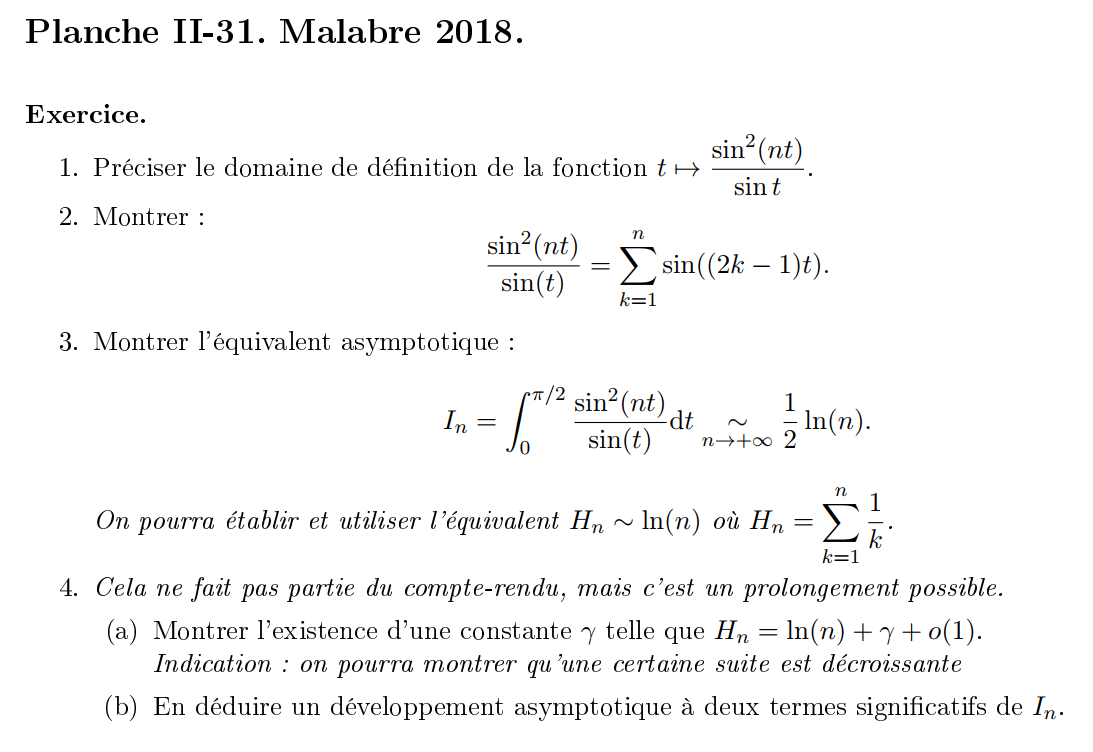 Planche II-31. Malabre 2018.
Exercice.
1. Préciser le domaine de définition de la fonction $t \mapsto \dfrac{\sin^2(nt)}{\sin t}$.
2. Montrer :
$$\frac{\sin^2(nt)}{\sin(t)} = \sum_{k=1}^{n} \sin((2k-1)t).$$
3. Montrer l'équivalent asymptotique :
$$I_n = \int_0^{\pi/2} \frac{\sin^2(nt)}{\sin(t)} \mathrm{d}t \underset{n \to +\infty}{\sim} \frac{1}{2} \ln(n).$$
On pourra établir et utiliser l'équivalent $H_n \sim \ln(n)$ où $H_n = \sum_{k=1}^{n} \frac{1}{k}$.
4. Cela ne fait pas partie du compte-rendu, mais c'est un prolongement possible.
(a) Montrer l'existence d'une constante $\gamma$ telle que $H_n = \ln(n) + \gamma + o(1)$.
Indication : on pourra montrer qu'une certaine suite est décroissante
(b) En déduire un développement asymptotique à deux termes significatifs de $I_n$.